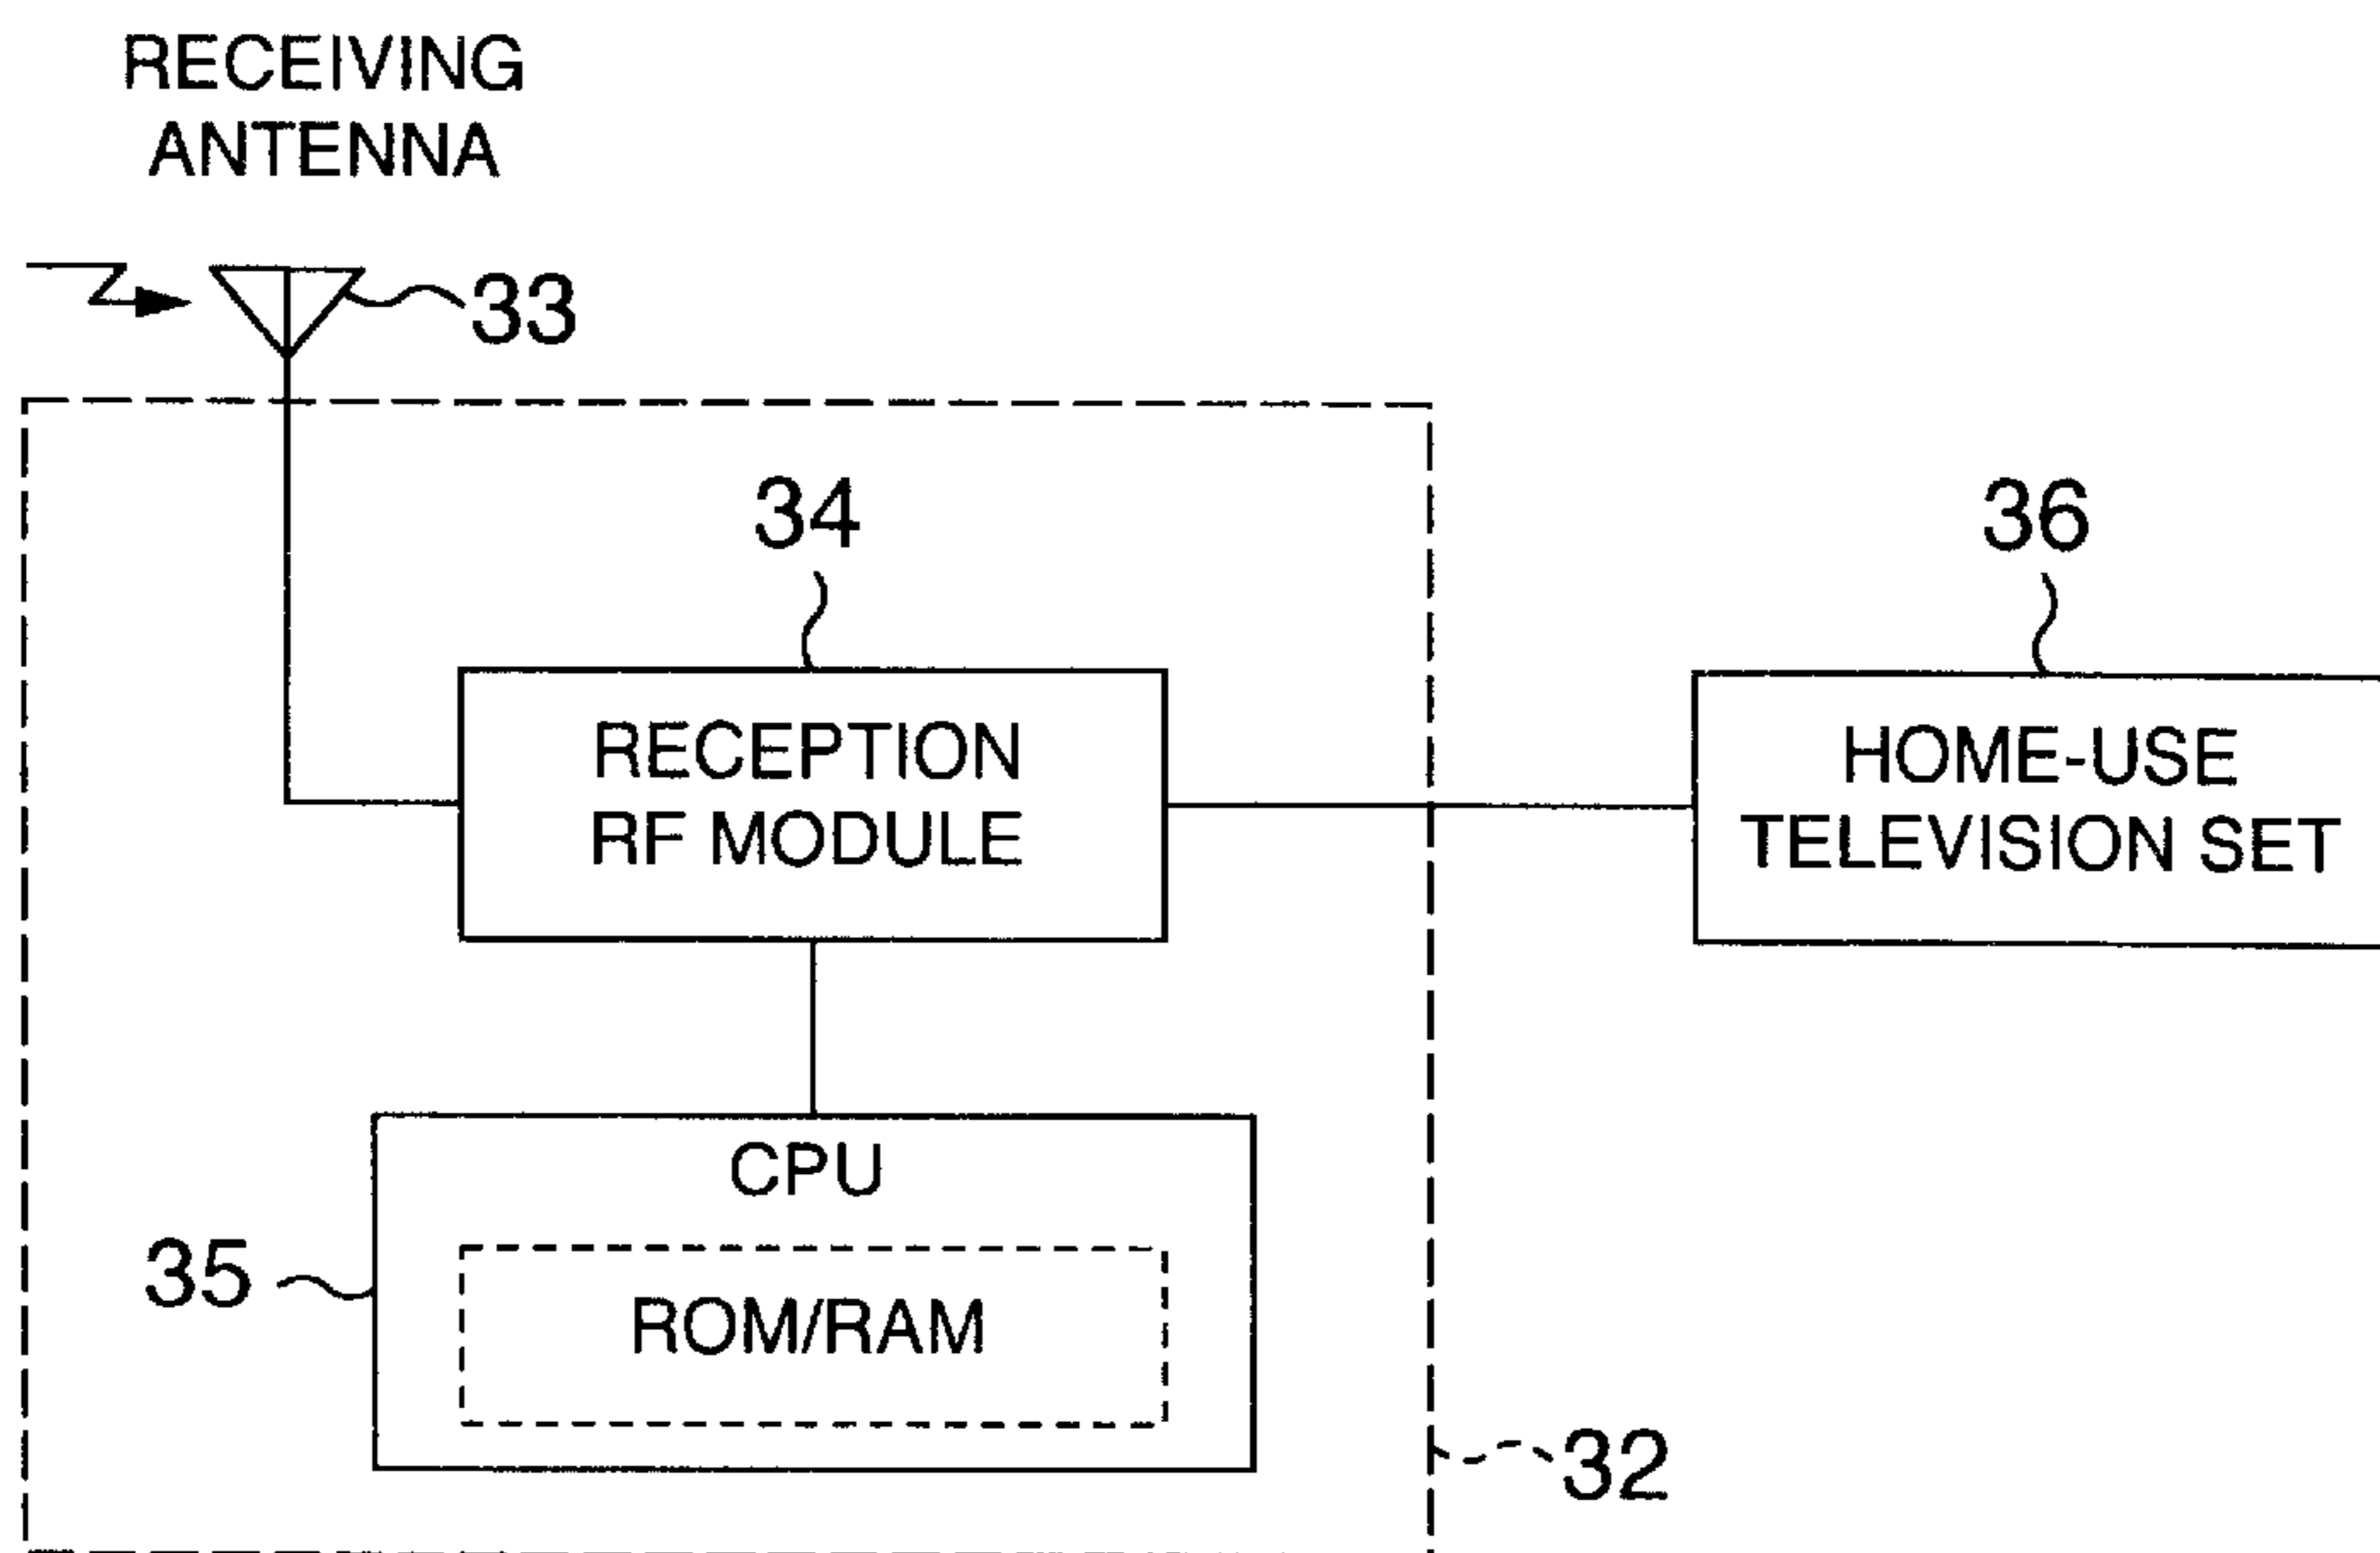 RECEIVING
ANTENNA
33
34
36
RECEPTION
RF MODULE
HOME-USE
TELEVISION SET
CPU
35
ROM/RAM
32